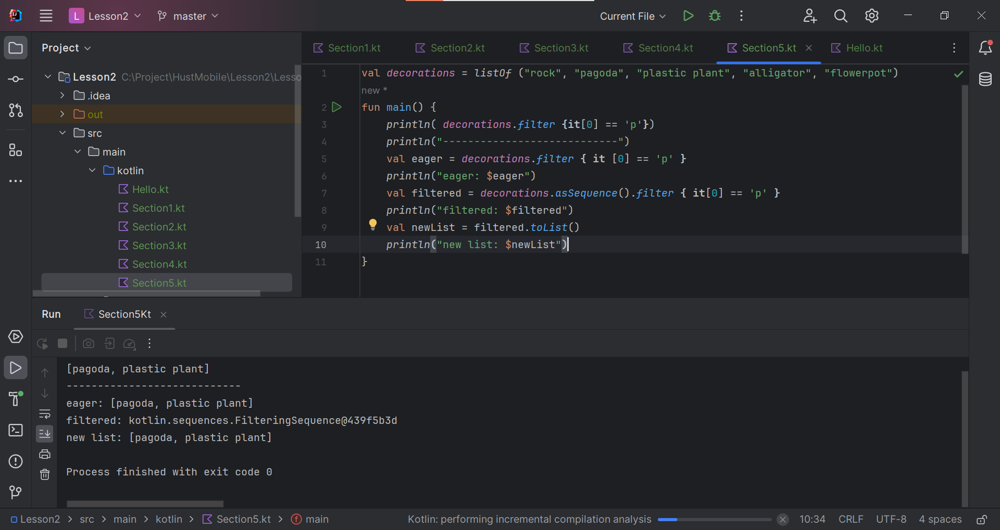 L Lesson2 master Current File
Project
Section1.kt Section2.kt Section3.kt Section4.kt Section5.kt Hello.kt
Lesson2 C:\Project\HustMobile\Lesson2\Lesso
.idea
out
src
main
kotlin
Hello.kt
Section1.kt
Section2.kt
Section3.kt
Section4.kt
Section5.kt
1 val decorations = listOf ("rock", "pagoda", "plastic plant", "alligator", "flowerpot")
new *
2 fun main() {
3     println( decorations.filter {it[0] == 'p'})
4     println("----------------------------")
5     val eager = decorations.filter { it [0] == 'p' }
6     println("eager: $eager")
7     val filtered = decorations.asSequence().filter { it[0] == 'p' }
8     println("filtered: $filtered")
9     val newList = filtered.toList()
10     println("new list: $newList")
11 }
Run Section5Kt
[pagoda, plastic plant]
----------------------------
eager: [pagoda, plastic plant]
filtered: kotlin.sequences.FilteringSequence@439f5b3d
new list: [pagoda, plastic plant]
Process finished with exit code 0
Lesson2 > src > main > kotlin > Section5.kt > f main Kotlin: performing incremental compilation analysis 10:34 CRLF UTF-8 4 spaces